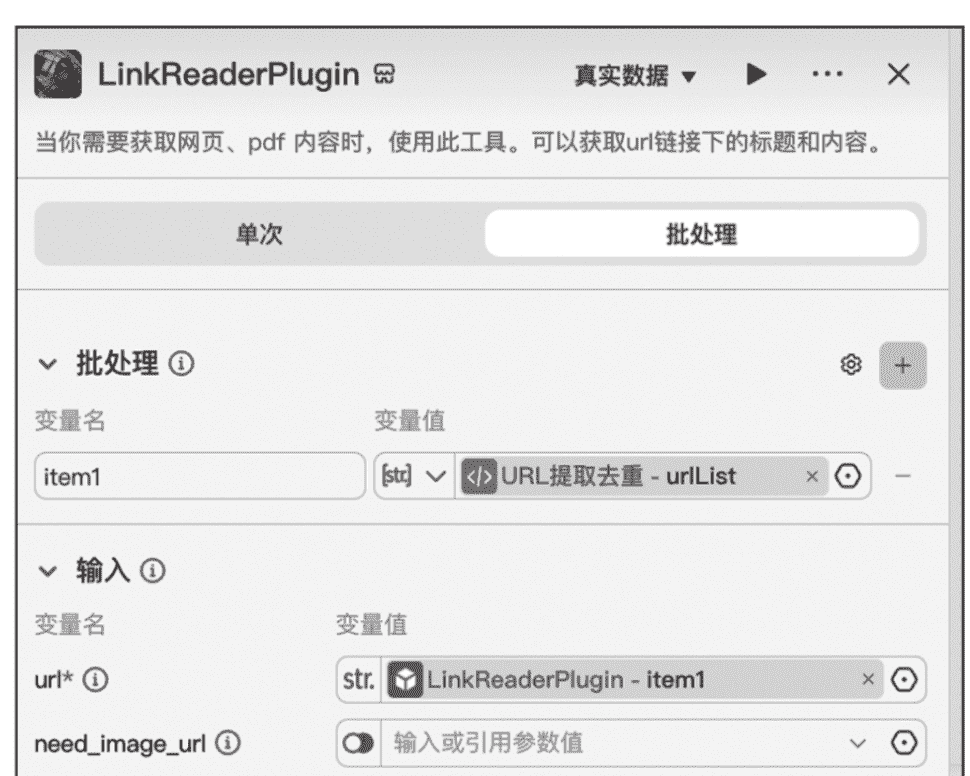 LinkReaderPlugin 真实数据
当你需要获取网页、pdf 内容时，使用此工具。可以获取url链接下的标题和内容。
单次 批处理
批处理
变量名 变量值
item1 [str] URL提取去重 - urlList
输入
变量名 变量值
url* str. LinkReaderPlugin - item1
need_image_url 输入或引用参数值